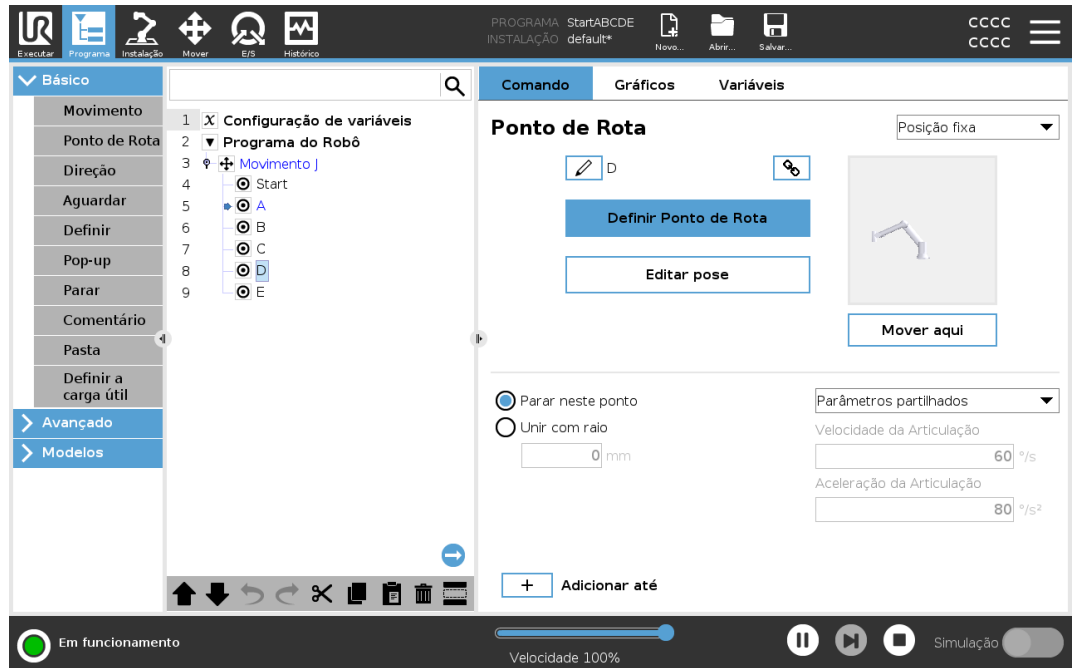 PROGRAMA StartABCDE
INSTALAÇÃO default*
CCCC
CCCC
UR
Executar Programa Instalação Mover E/S Histórico Novo... Abrir... Salvar...
Básico
Movimento
Ponto de Rota
Direção
Aguardar
Definir
Pop-up
Parar
Comentário
Pasta
Definir a
carga útil
Avançado
Modelos
1 X Configuração de variáveis
2 Programa do Robô
3 Movimento J
4 Start
5 A
6 B
7 C
8 D
9 E
Comando Gráficos Variáveis
Ponto de Rota
Posição fixa
D
Definir Ponto de Rota
Editar pose
Mover aqui
Parar neste ponto
Unir com raio
0 mm
Parâmetros partilhados
Velocidade da Articulação
60 °/s
Aceleração da Articulação
80 °/s²
+ Adicionar até
Em funcionamento
Velocidade 100%
Simulação